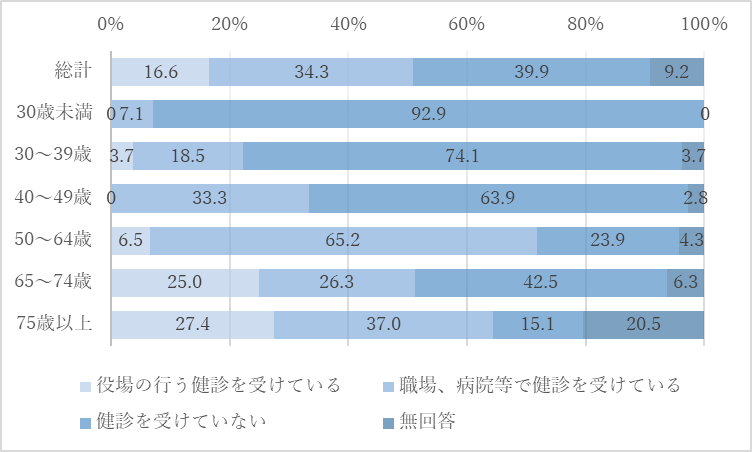 0% 20% 40% 60% 80% 100%
総計 16.6 34.3 39.9 9.2
30歳未満 0 7.1 92.9 0
30～39歳 3.7 18.5 74.1 3.7
40～49歳 0 33.3 63.9 2.8
50～64歳 6.5 65.2 23.9 4.3
65～74歳 25.0 26.3 42.5 6.3
75歳以上 27.4 37.0 15.1 20.5
役場の行う健診を受けている 職場、病院等で健診を受けている
健診を受けていない 無回答